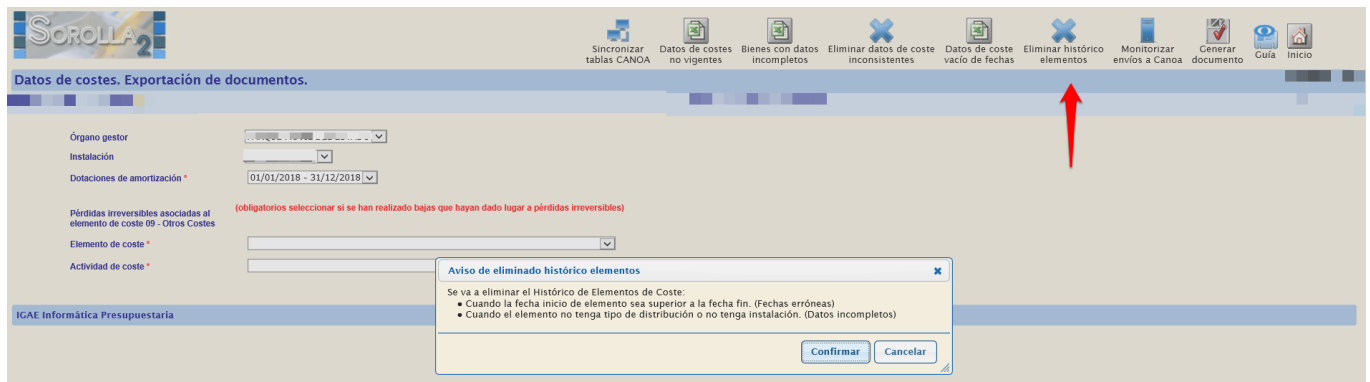 SOROLLA2
Sincronizar tablas CANOA
Datos de costes no vigentes
Bienes con datos incompletos
Eliminar datos de coste inconsistentes
Datos de coste vacío de fechas
Eliminar histórico elementos
Monitorizar envíos a Canoa
Generar documento
Guía
Inicio
Datos de costes. Exportación de documentos.
Órgano gestor
Instalación
Dotaciones de amortización * 01/01/2018 - 31/12/2018
Pérdidas irreversibles asociadas al
elemento de coste 09 - Otros Costes
(obligatorios seleccionar si se han realizado bajas que hayan dado lugar a pérdidas irreversibles)
Elemento de coste *
Actividad de coste *
Aviso de eliminado histórico elementos
Se va a eliminar el Histórico de Elementos de Coste:
• Cuando la fecha inicio de elemento sea superior a la fecha fin. (Fechas erróneas)
• Cuando el elemento no tenga tipo de distribución o no tenga instalación. (Datos incompletos)
Confirmar Cancelar
IGAE Informática Presupuestaria